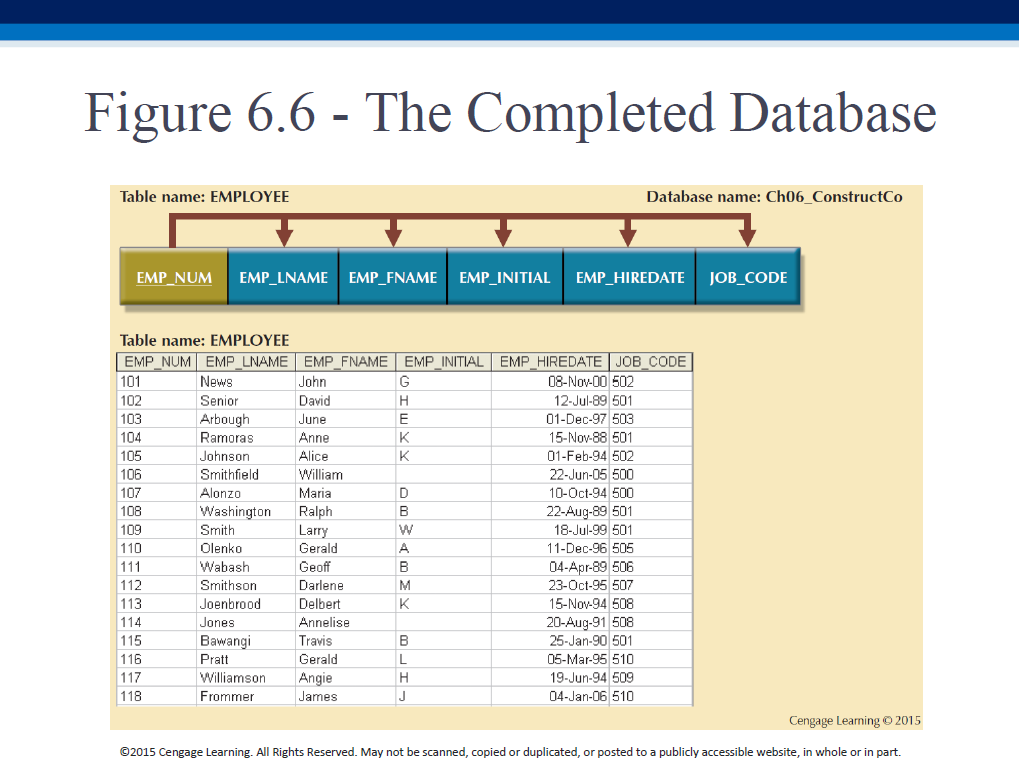 Figure 6.6 - The Completed Database
Table name: EMPLOYEE Database name: Ch06_ConstructCo
EMP_NUM EMP_LNAME EMP_FNAME EMP_INITIAL EMP_HIREDATE JOB_CODE
Table name: EMPLOYEE
EMP_NUM EMP_LNAME EMP_FNAME EMP_INITIAL EMP_HIREDATE JOB_CODE
101 News John G 08-Nov-00 502
102 Senior David H 12-Jul-89 501
103 Arbough June E 01-Dec-97 503
104 Ramoras Anne K 15-Nov-88 501
105 Johnson Alice K 01-Feb-94 502
106 Smithfield William 22-Jun-05 500
107 Alonzo Maria D 10-Oct-94 500
108 Washington Ralph B 22-Aug-89 501
109 Smith Larry W 18-Jul-99 501
110 Olenko Gerald A 11-Dec-96 505
111 Wabash Geoff B 04-Apr-89 506
112 Smithson Darlene M 23-Oct-95 507
113 Joenbrood Delbert K 15-Nov-94 508
114 Jones Annelise 20-Aug-91 508
115 Bawangi Travis B 25-Jan-90 501
116 Pratt Gerald L 05-Mar-95 510
117 Williamson Angie H 19-Jun-94 509
118 Frommer James J 04-Jan-06 510
Cengage Learning © 2015
©2015 Cengage Learning. All Rights Reserved. May not be scanned, copied or duplicated, or posted to a publicly accessible website, in whole or in part.